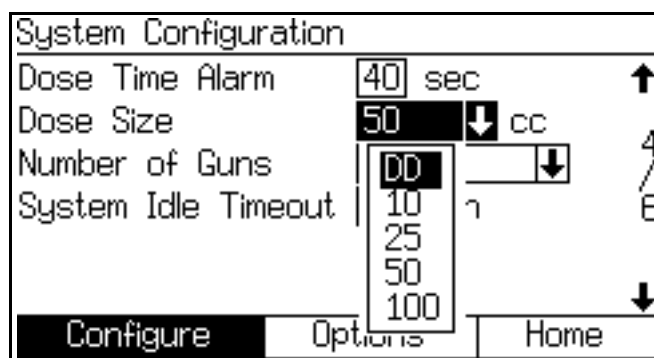 System Configuration
Dose Time Alarm 40 sec
Dose Size 50 cc
Number of Guns
System Idle Timeout
DD
10
25
50
100
Configure Options Home